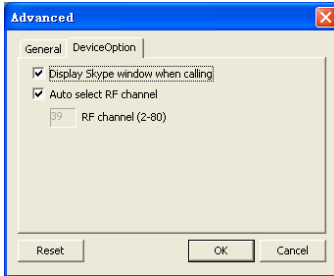 Advanced
General DeviceOption
Display Skype window when calling
Auto select RF channel
39 RF channel (2-80)
Reset OK Cancel